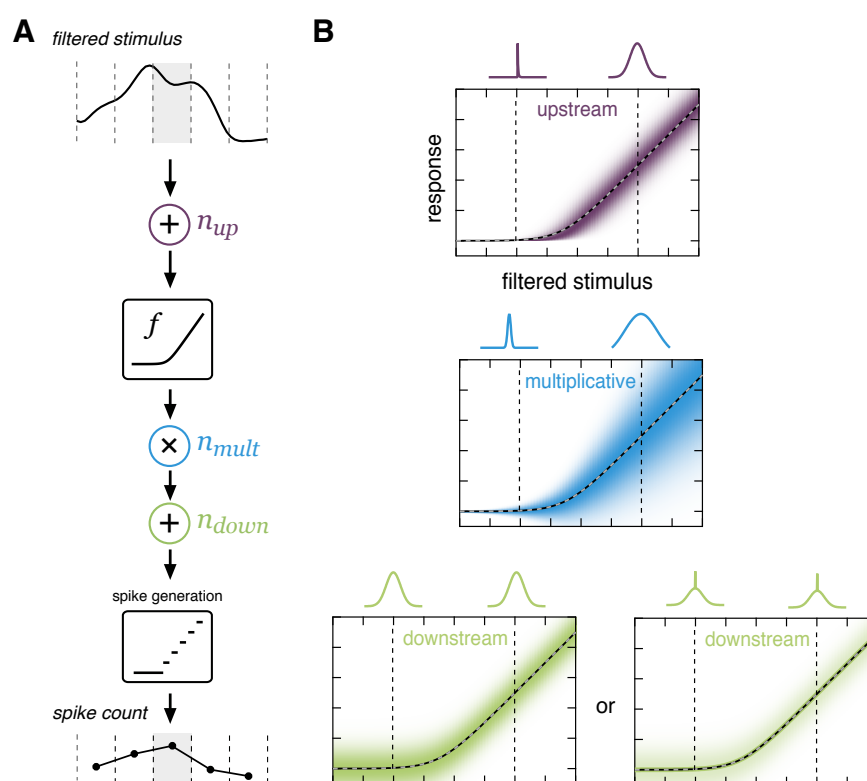 A
filtered stimulus
+ n_up
f
× n_mult
+ n_down
spike generation
spike count
B
upstream
response
filtered stimulus
multiplicative
downstream
or
downstream